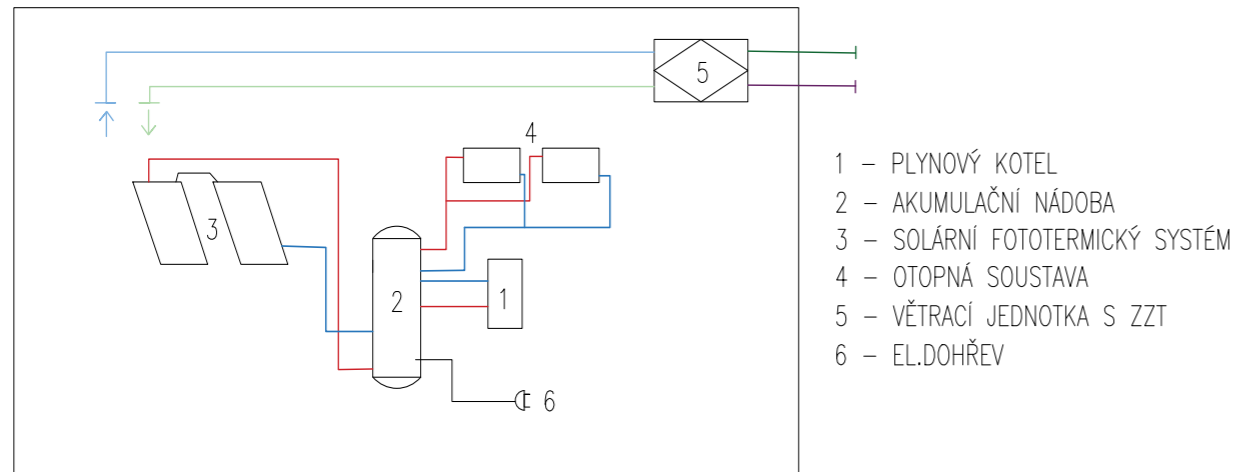 5
4
3
2
1
6
1 – PLYNOVÝ KOTEL
2 – AKUMULAČNÍ NÁDOBA
3 – SOLÁRNÍ FOTOTERMICKÝ SYSTÉM
4 – OTOPNÁ SOUSTAVA
5 – VĚTRACÍ JEDNOTKA S ZZT
6 – EL.DOHŘEV